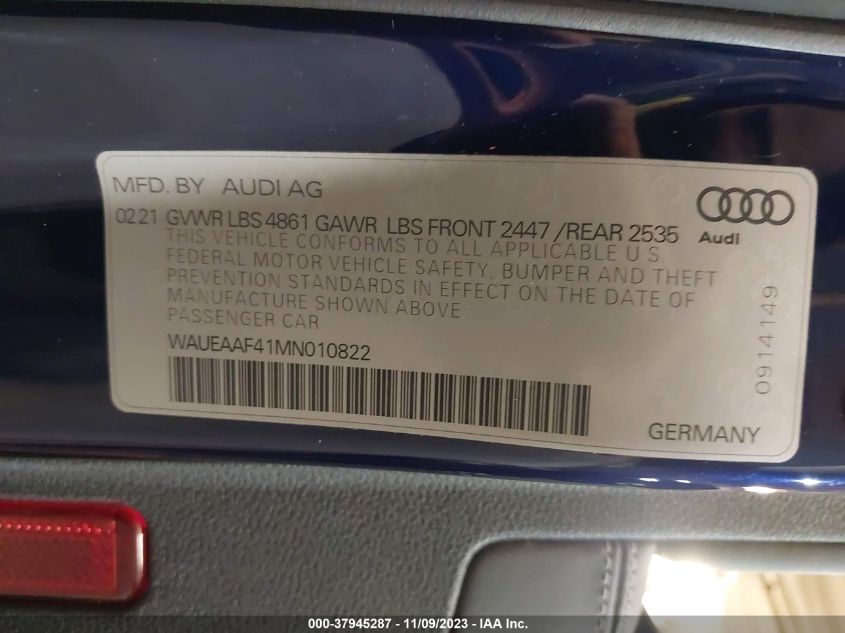 MFD. BY AUDI AG
0221 GVWR LBS 4861 GAWR LBS FRONT 2447 /REAR 2535
Audi
THIS VEHICLE CONFORMS TO ALL APPLICABLE U S
FEDERAL MOTOR VEHICLE SAFETY, BUMPER AND THEFT
PREVENTION STANDARDS IN EFFECT ON THE DATE OF
MANUFACTURE SHOWN ABOVE
PASSENGER CAR
WAUEAAF41MN010822
0914149
GERMANY
000-37945287 - 11/09/2023 - IAA Inc.